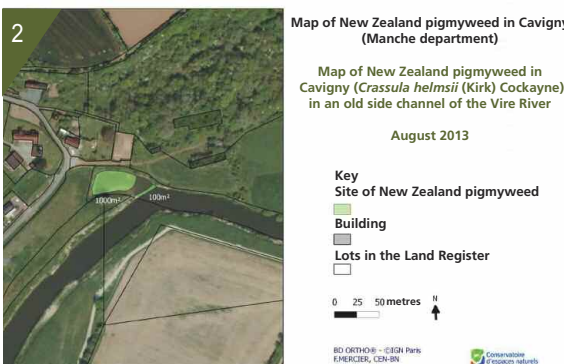 2
1000m²
100m²
Map of New Zealand pigmyweed in Cavigny
(Manche department)
Map of New Zealand pigmyweed in
Cavigny (Crassula helmsii (Kirk) Cockayne)
in an old side channel of the Vire River
August 2013
Key
Site of New Zealand pigmyweed
Building
Lots in the Land Register
0 25 50 metres N
BD ORTHO® - ©IGN Paris
F.MERCIER, CEN-BN
Conservatoire
d'espaces naturels